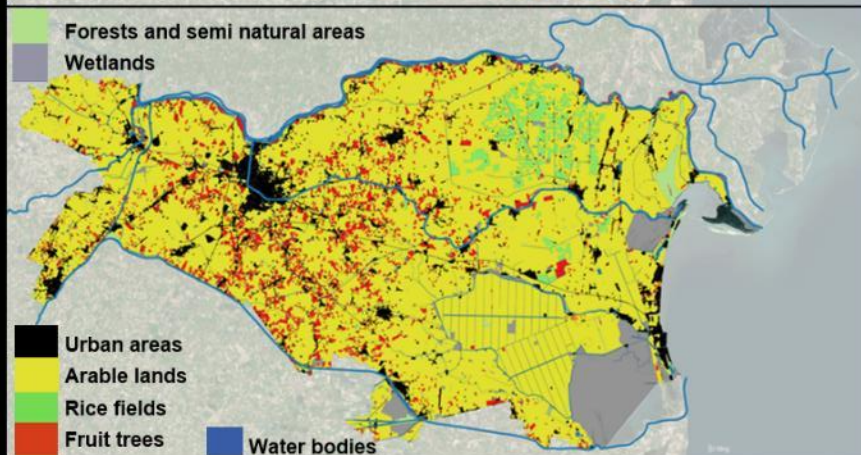 Forests and semi natural areas
Wetlands
Urban areas
Arable lands
Rice fields
Fruit trees
Water bodies